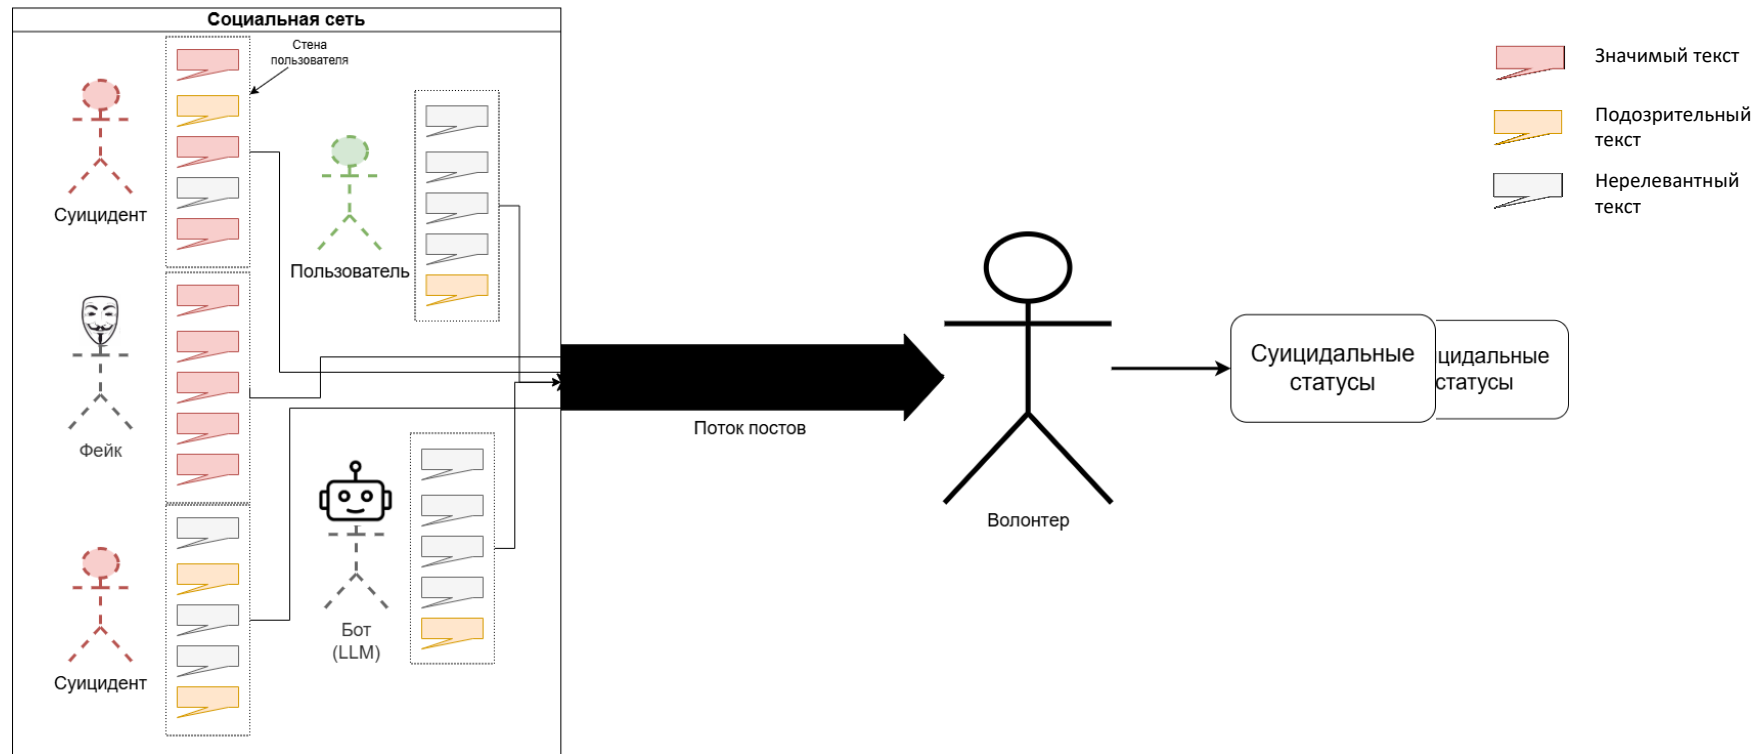 Социальная сеть
Стена
пользователя
Суицидент
Пользователь
Фейк
Бот
(LLM)
Суицидент
Поток постов
Волонтер
Суицидальные
статусы
цидальные
статусы
Значимый текст
Подозрительный
текст
Нерелевантный
текст